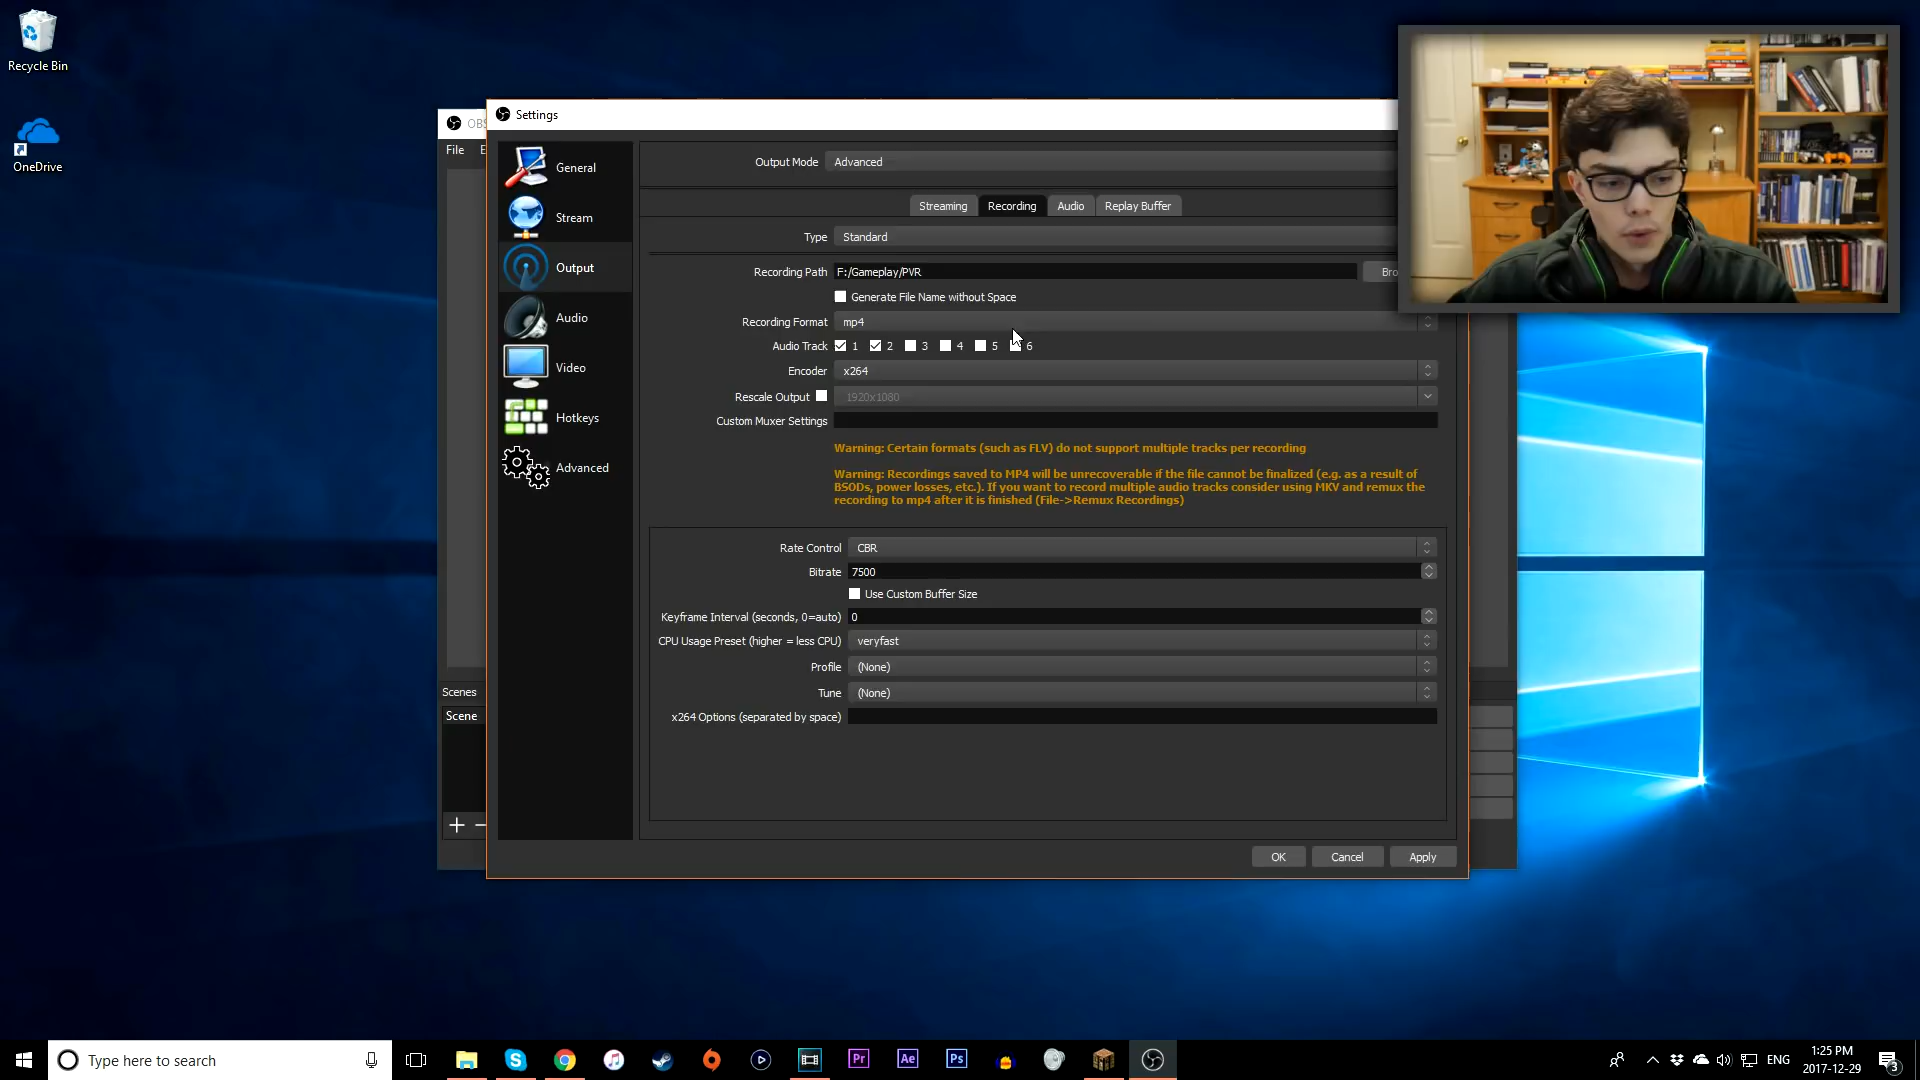 Recycle Bin
OneDrive
OBS
File E
Settings
General
Stream
Output
Audio
Video
Hotkeys
Advanced
Output Mode Advanced
Streaming Recording Audio Replay Buffer
Type Standard
Recording Path F:/Gameplay/PVR Bro
Generate File Name without Space
Recording Format mp4
Audio Track 1 2 3 4 5 6
Encoder x264
Rescale Output 1920x1080
Custom Muxer Settings
Warning: Certain formats (such as FLV) do not support multiple tracks per recording
Warning: Recordings saved to MP4 will be unrecoverable if the file cannot be finalized (e.g. as a result of
BSODs, power losses, etc.). If you want to record multiple audio tracks consider using MKV and remux the
recording to mp4 after it is finished (File->Remux Recordings)
Rate Control CBR
Bitrate 7500
Use Custom Buffer Size
Keyframe Interval (seconds, 0=auto) 0
CPU Usage Preset (higher = less CPU) veryfast
Profile (None)
Tune (None)
x264 Options (separated by space)
Scenes
Scene
OK Cancel Apply
Type here to search
Pr Ae Ps
ENG
1:25 PM
2017-12-29
3